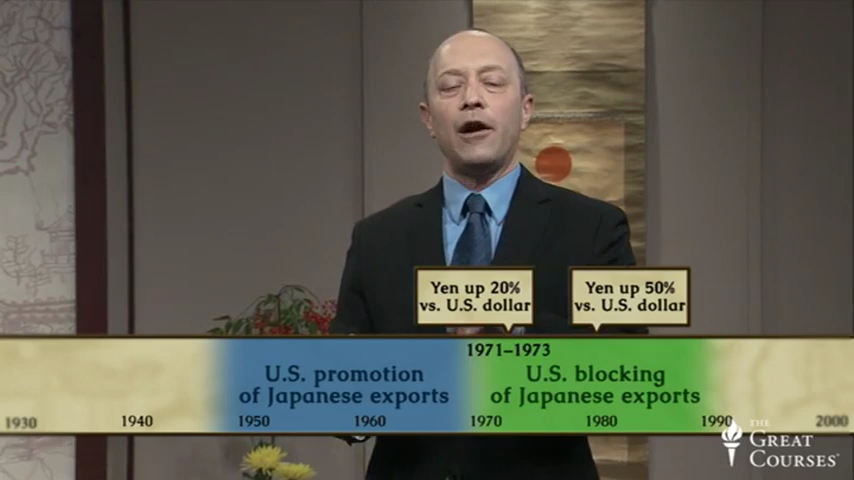 Yen up 20%
vs. U.S. dollar
Yen up 50%
vs. U.S. dollar
1971–1973
U.S. promotion
of Japanese exports
U.S. blocking
of Japanese exports
1930
1940
1950
1960
1970
1980
1990
2000
THE
GREAT
COURSES®